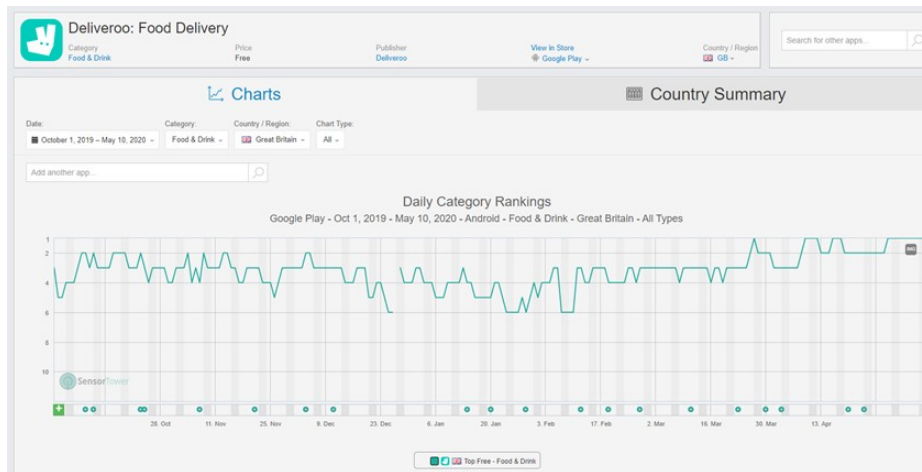 Deliveroo: Food Delivery
Category Price Publisher View in Store Country / Region
Food & Drink Free Deliveroo Google Play GB
Search for other apps...
Charts
Country Summary
Date: Category: Country / Region: Chart Type:
October 1, 2019 – May 10, 2020 Food & Drink Great Britain All
Add another app...
Daily Category Rankings
Google Play - Oct 1, 2019 - May 10, 2020 - Android - Food & Drink - Great Britain - All Types
1
2
4
6
8
10
SensorTower
28. Oct 11. Nov 25. Nov 9. Dec 23. Dec 6. Jan 20. Jan 3. Feb 17. Feb 2. Mar 16. Mar 30. Mar 13. Apr
Top Free - Food & Drink